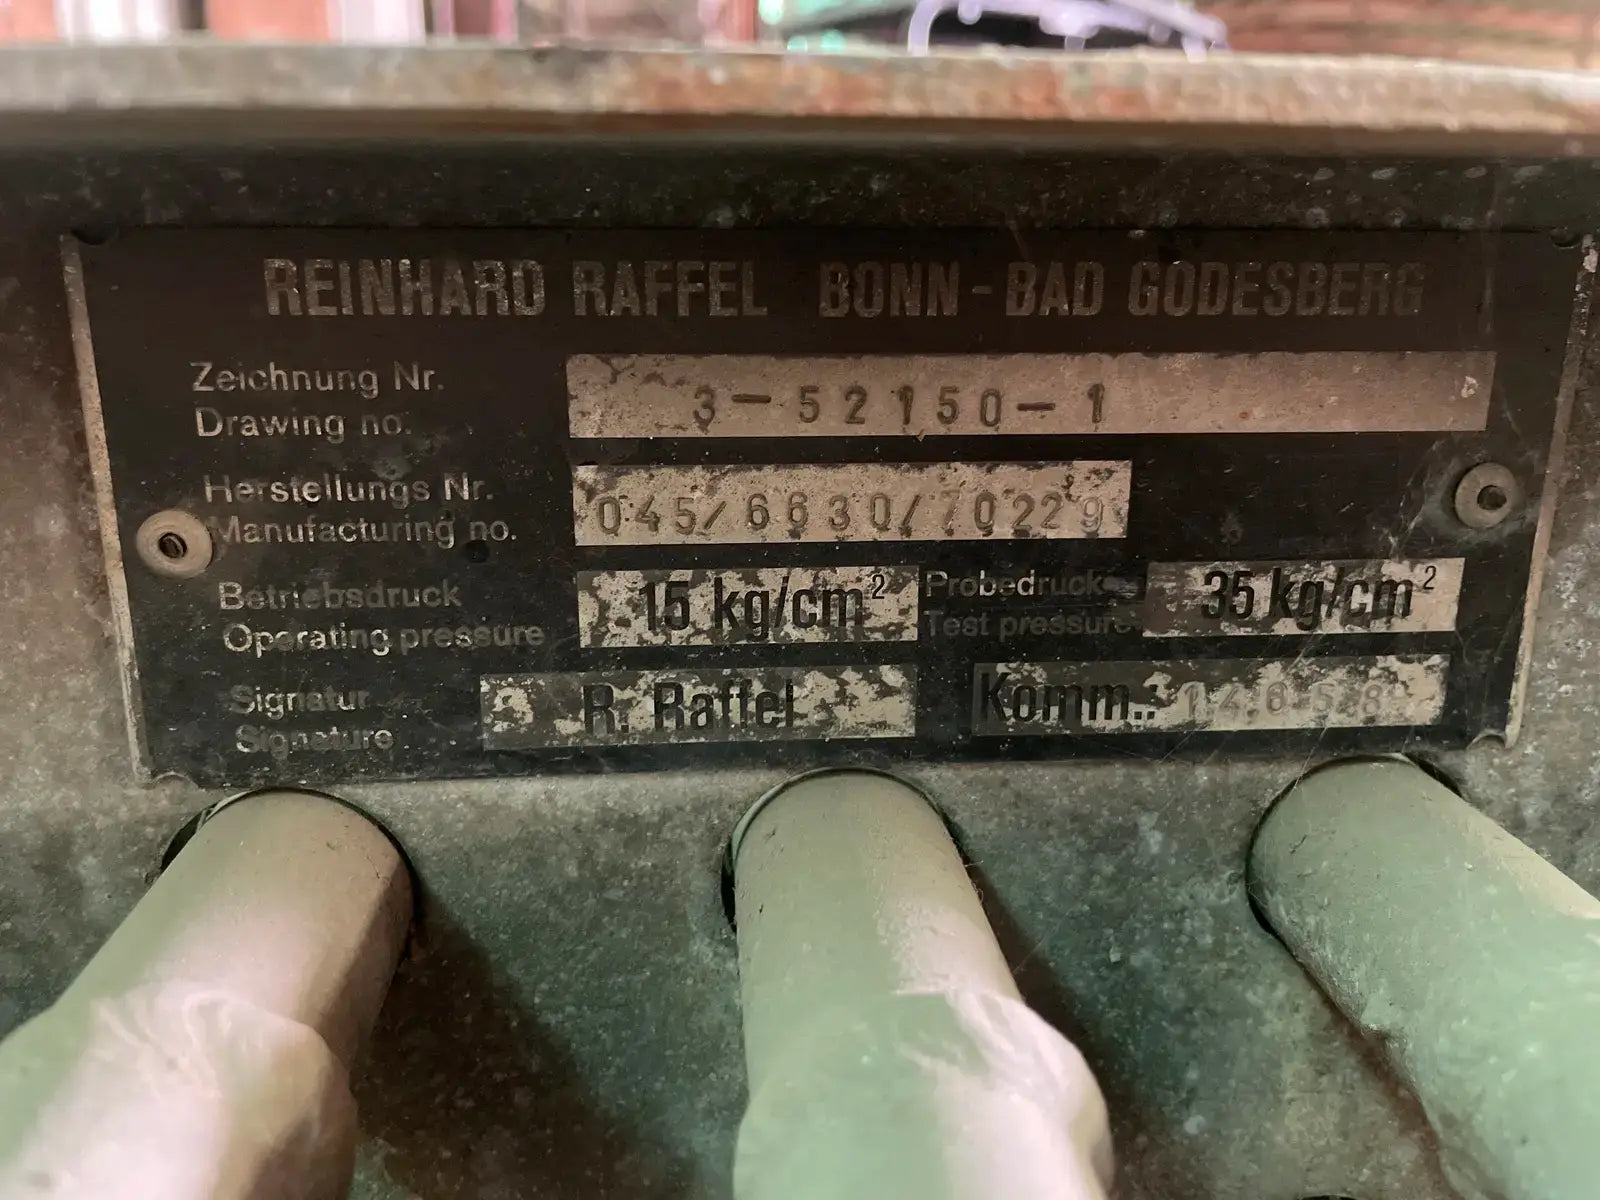 REINHARD RAFFEL BONN - BAD GODESBERG
Zeichnung Nr.
Drawing no.
3-52150-1
Herstellungs Nr.
Manufacturing no.
045/6630/70229
Betriebsdruck
Operating pressure
15 kg/cm²
Probedruck
Test pressure
35 kg/cm²
Signatur
Signature
R. Raffel
Komm.: